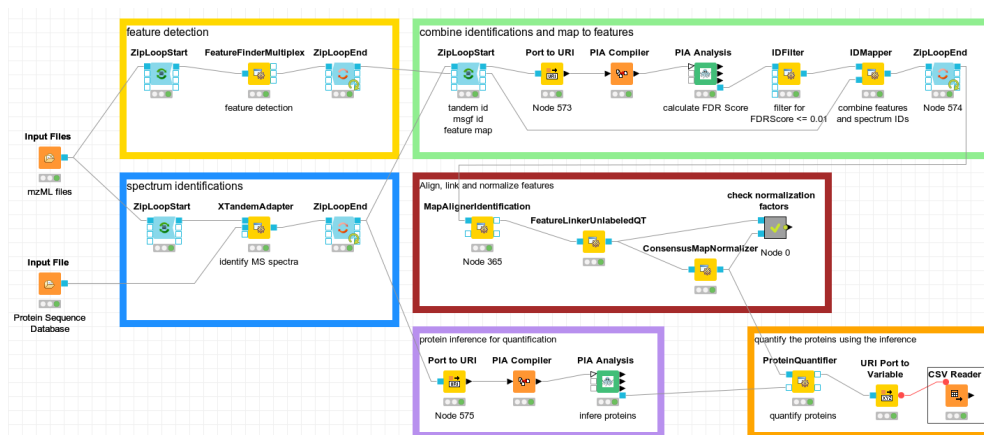 feature detection
ZipLoopStart
FeatureFinderMultiplex
ZipLoopEnd
feature detection
combine identifications and map to features
ZipLoopStart
Port to URI
PIA Compiler
PIA Analysis
IDFilter
IDMapper
ZipLoopEnd
tandem id
msgf id
feature map
Node 573
calculate FDR Score
filter for
FDRScore <= 0.01
combine features
and spectrum IDs
Node 574
Input Files
mzML files
spectrum identifications
ZipLoopStart
XTandemAdapter
ZipLoopEnd
identify MS spectra
Input File
Protein Sequence
Database
Align, link and normalize features
MapAlignerIdentification
Node 365
FeatureLinkerUnlabeledQT
ConsensusMapNormalizer
check normalization
factors
Node 0
protein inference for quantification
Port to URI
PIA Compiler
PIA Analysis
Node 575
infere proteins
quantify the proteins using the inference
ProteinQuantifier
URI Port to
Variable
CSV Reader
quantify proteins